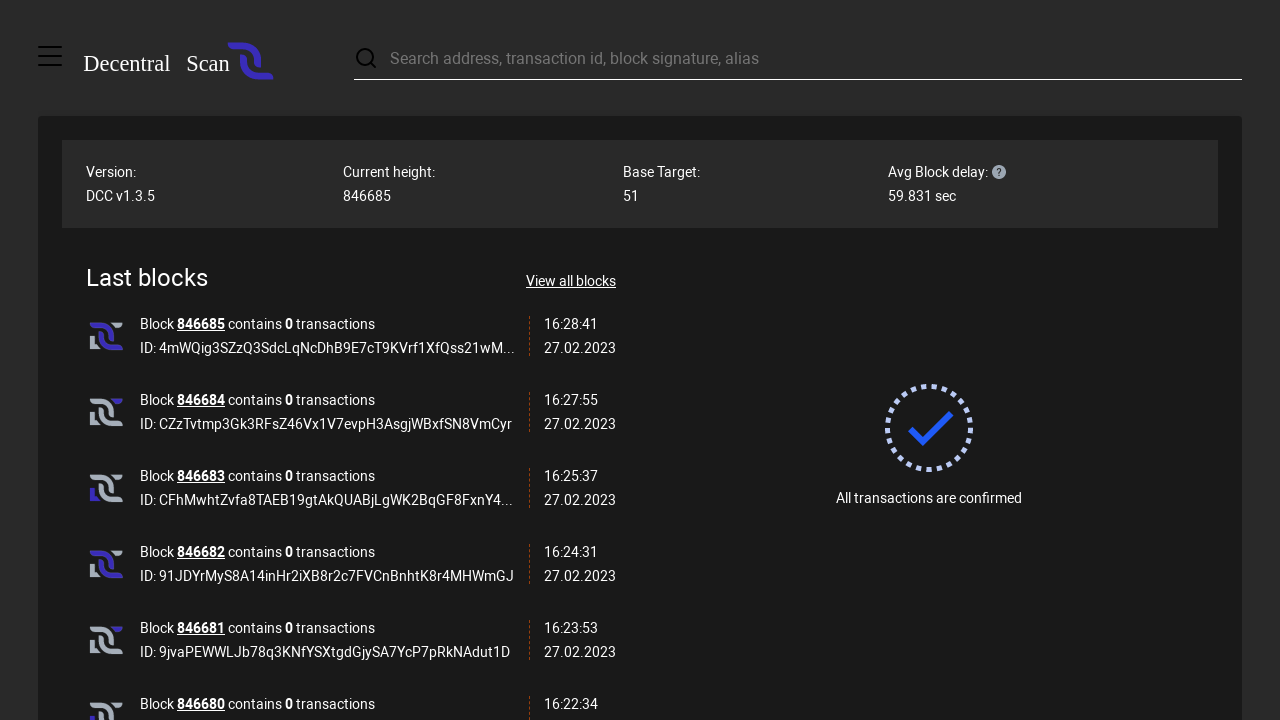 Decentral Scan
Search address, transaction id, block signature, alias
Version:
DCC v1.3.5
Current height:
846685
Base Target:
51
Avg Block delay: ?
59.831 sec
Last blocks
View all blocks
Block 846685 contains 0 transactions
ID: 4mWQig3SZzQ3SdcLqNcDhB9E7cT9KVrf1XfQss21wM...
16:28:41
27.02.2023
Block 846684 contains 0 transactions
ID: CZzTvtmp3Gk3RFsZ46Vx1V7evpH3AsgjWBxfSN8VmCyr
16:27:55
27.02.2023
Block 846683 contains 0 transactions
ID: CFhMwhtZvfa8TAEB19gtAkQUABjLgWK2BqGF8FxnY4...
16:25:37
27.02.2023
Block 846682 contains 0 transactions
ID: 91JDYrMyS8A14inHr2iXB8r2c7FVCnBnhtK8r4MHWmGJ
16:24:31
27.02.2023
Block 846681 contains 0 transactions
ID: 9jvaPEWWLJb78q3KNfYSXtgdGjySA7YcP7pRkNAdut1D
16:23:53
27.02.2023
Block 846680 contains 0 transactions
16:22:34
All transactions are confirmed